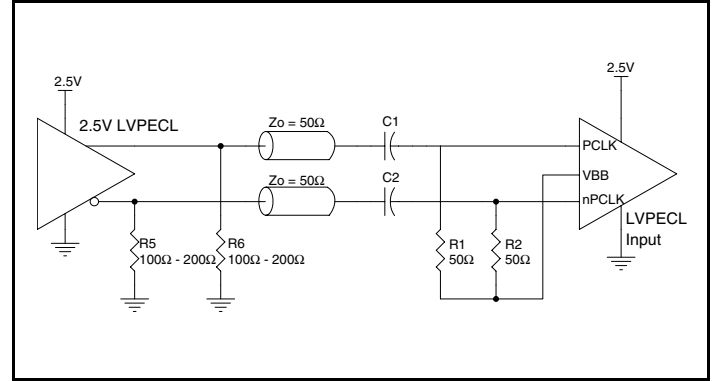 2.5V
2.5V
2.5V LVPECL
Zo = 50Ω
C1
PCLK
VBB
Zo = 50Ω
C2
nPCLK
LVPECL
Input
R5
100Ω - 200Ω
R6
100Ω - 200Ω
R1
50Ω
R2
50Ω